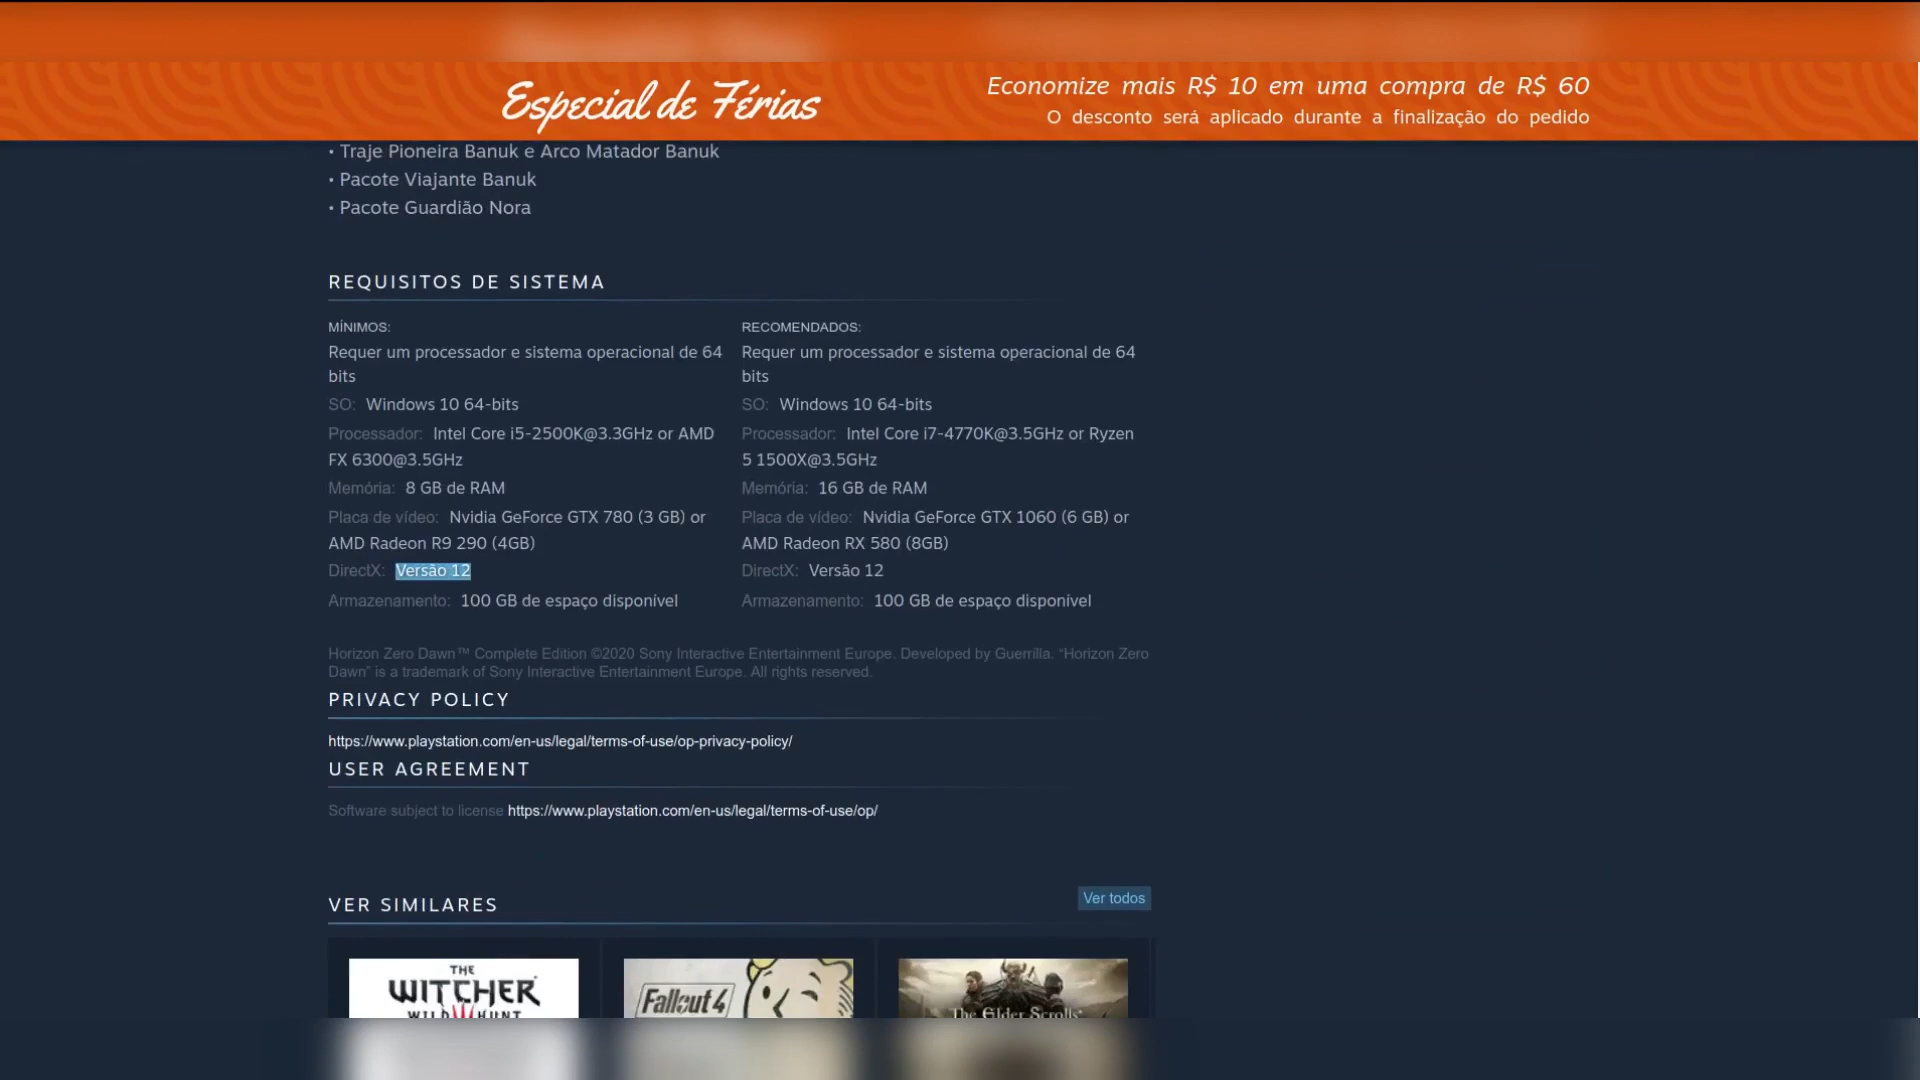 Especial de Férias
Economize mais R$ 10 em uma compra de R$ 60
O desconto será aplicado durante a finalização do pedido
• Traje Pioneira Banuk e Arco Matador Banuk
• Pacote Viajante Banuk
• Pacote Guardião Nora
REQUISITOS DE SISTEMA
MÍNIMOS:
Requer um processador e sistema operacional de 64
bits
SO: Windows 10 64-bits
Processador: Intel Core i5-2500K@3.3GHz or AMD
FX 6300@3.5GHz
Memória: 8 GB de RAM
Placa de vídeo: Nvidia GeForce GTX 780 (3 GB) or
AMD Radeon R9 290 (4GB)
DirectX: Versão 12
Armazenamento: 100 GB de espaço disponível
RECOMENDADOS:
Requer um processador e sistema operacional de 64
bits
SO: Windows 10 64-bits
Processador: Intel Core i7-4770K@3.5GHz or Ryzen
5 1500X@3.5GHz
Memória: 16 GB de RAM
Placa de vídeo: Nvidia GeForce GTX 1060 (6 GB) or
AMD Radeon RX 580 (8GB)
DirectX: Versão 12
Armazenamento: 100 GB de espaço disponível
Horizon Zero Dawn™ Complete Edition ©2020 Sony Interactive Entertainment Europe. Developed by Guerrilla. “Horizon Zero
Dawn” is a trademark of Sony Interactive Entertainment Europe. All rights reserved.
PRIVACY POLICY
https://www.playstation.com/en-us/legal/terms-of-use/op-privacy-policy/
USER AGREEMENT
Software subject to license https://www.playstation.com/en-us/legal/terms-of-use/op/
VER SIMILARES
Ver todos
THE
WITCHER
WILD HUNT
Fallout 4
The Elder Scrolls